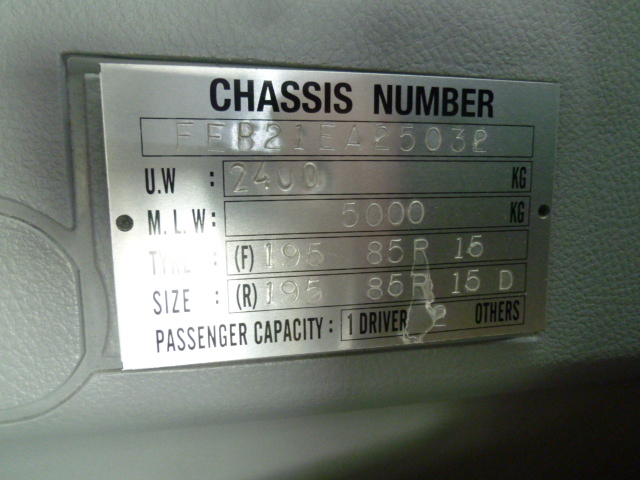 CHASSIS NUMBER
FEB21EA25032
U.W : 2400 KG
M.L.W: 5000 KG
TYRE : (F) 195 85R 15
SIZE : (R) 195 85R 15 D
PASSENGER CAPACITY: 1 DRIVER 2 OTHERS